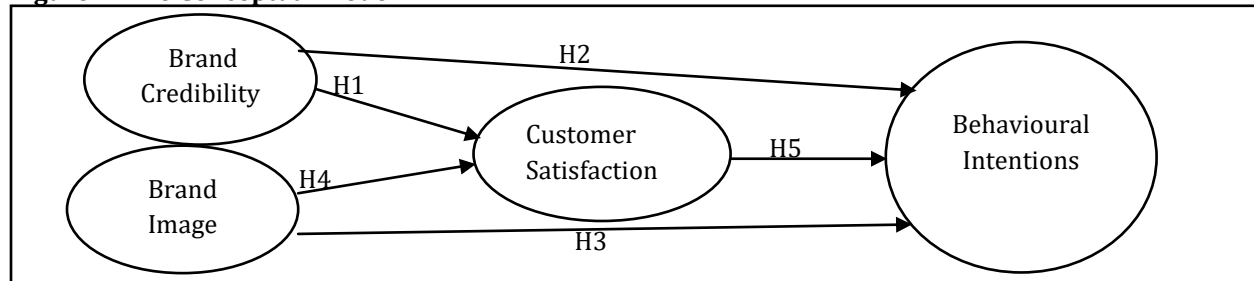 Brand
Credibility
H2
H1
Customer
Satisfaction
Behavioural
Intentions
H5
Brand
Image
H4
H3